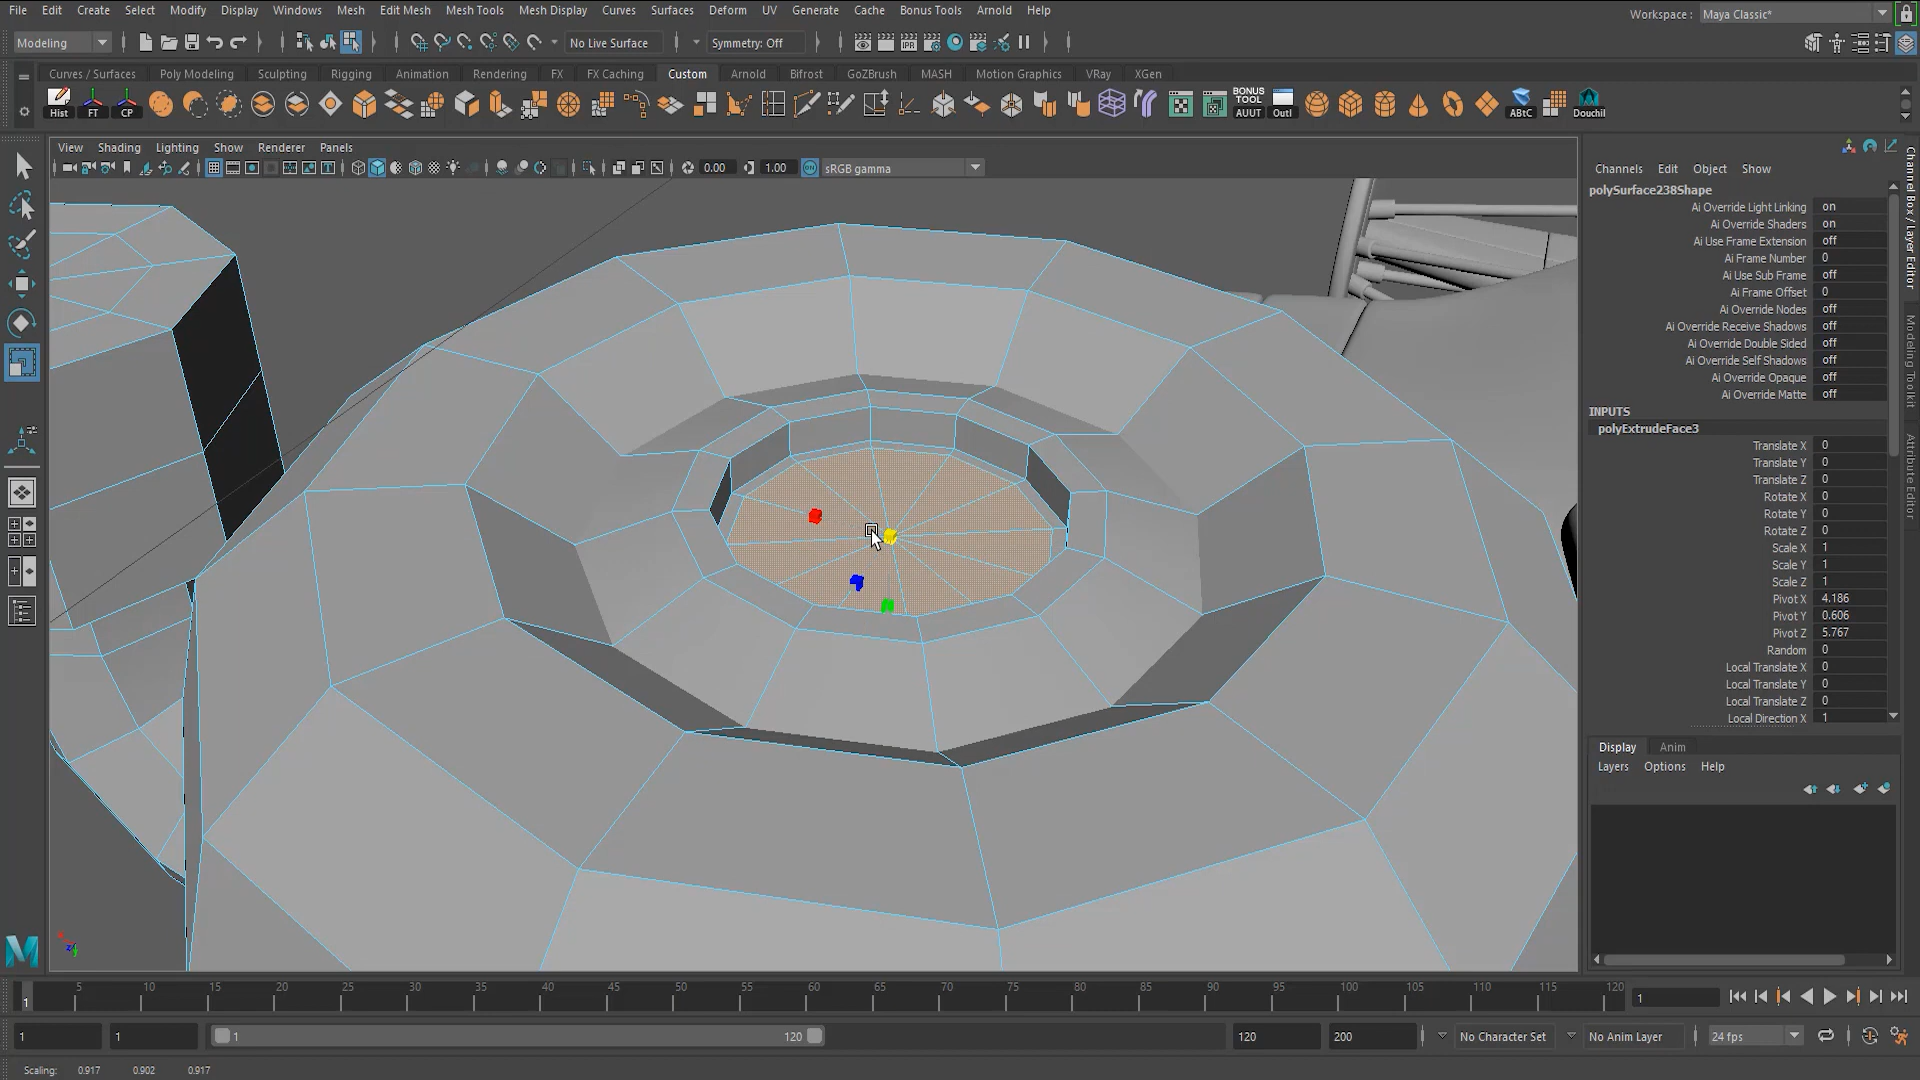 File Edit Create Select Modify Display Windows Mesh Edit Mesh Mesh Tools Mesh Display Curves Surfaces Deform UV Generate Cache Bonus Tools Arnold Help Workspace : Maya Classic*
Modeling No Live Surface Symmetry: Off IPR
Curves / Surfaces Poly Modeling Sculpting Rigging Animation Rendering FX FX Caching Custom Arnold Bifrost GoZBrush MASH Motion Graphics VRay XGen
Hist FT CP BONUS TOOL AUUT Outl ABtC Douchil
View Shading Lighting Show Renderer Panels
0.00 1.00 sRGB gamma
Channels Edit Object Show
polySurface238Shape
Ai Override Light Linking on
Ai Override Shaders on
Ai Use Frame Extension off
Ai Frame Number 0
Ai Use Sub Frame off
Ai Frame Offset 0
Ai Override Nodes off
Ai Override Receive Shadows off
Ai Override Double Sided off
Ai Override Self Shadows off
Ai Override Opaque off
Ai Override Matte off
INPUTS
polyExtrudeFace3
Translate X 0
Translate Y 0
Translate Z 0
Rotate X 0
Rotate Y 0
Rotate Z 0
Scale X 1
Scale Y 1
Scale Z 1
Pivot X 4.186
Pivot Y 0.606
Pivot Z 5.767
Random 0
Local Translate X 0
Local Translate Y 0
Local Translate Z 0
Local Direction X 1
Channel Box / Layer Editor
Modeling Toolkit
Attribute Editor
Display Anim
Layers Options Help
5 10 15 20 25 30 35 40 45 50 55 60 65 70 75 80 85 90 95 100 105 110 115 120
1 1
1 1 1 120 120 200 No Character Set No Anim Layer 24 fps
Scaling: 0.917 0.902 0.917